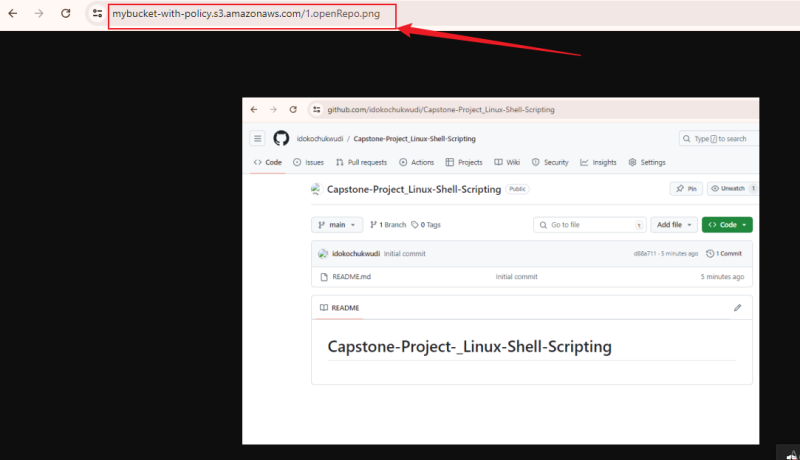 mybucket-with-policy.s3.amazonaws.com/1.openRepo.png
github.com/idokochukwudi/Capstone-Project_Linux-Shell-Scripting
idokochukwudi / Capstone-Project_Linux-Shell-Scripting
Type / to search
Code Issues Pull requests Actions Projects Wiki Security Insights Settings
Capstone-Project_Linux-Shell-Scripting Public
Pin Unwatch 1
main 1 Branch 0 Tags Go to file Add file Code
idokochukwudi Initial commit d68a711 · 5 minutes ago 1 Commit
README.md Initial commit 5 minutes ago
README
Capstone-Project-_Linux-Shell-Scripting